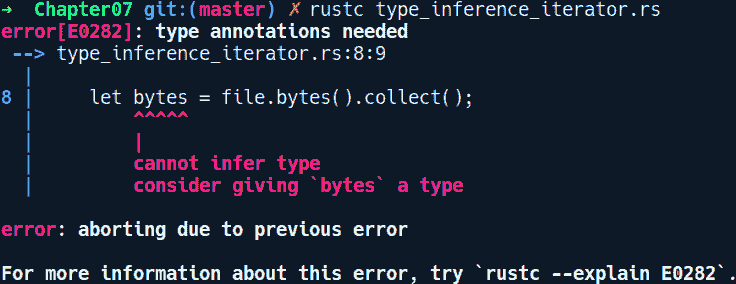 ➜  Chapter07 git:(master) ✗ rustc type_inference_iterator.rs
error[E0282]: type annotations needed
 --> type_inference_iterator.rs:8:9
  |
8 |     let bytes = file.bytes().collect();
  |         ^^^^^
  |         |
  |         cannot infer type
  |         consider giving `bytes` a type
error: aborting due to previous error
For more information about this error, try `rustc --explain E0282`.